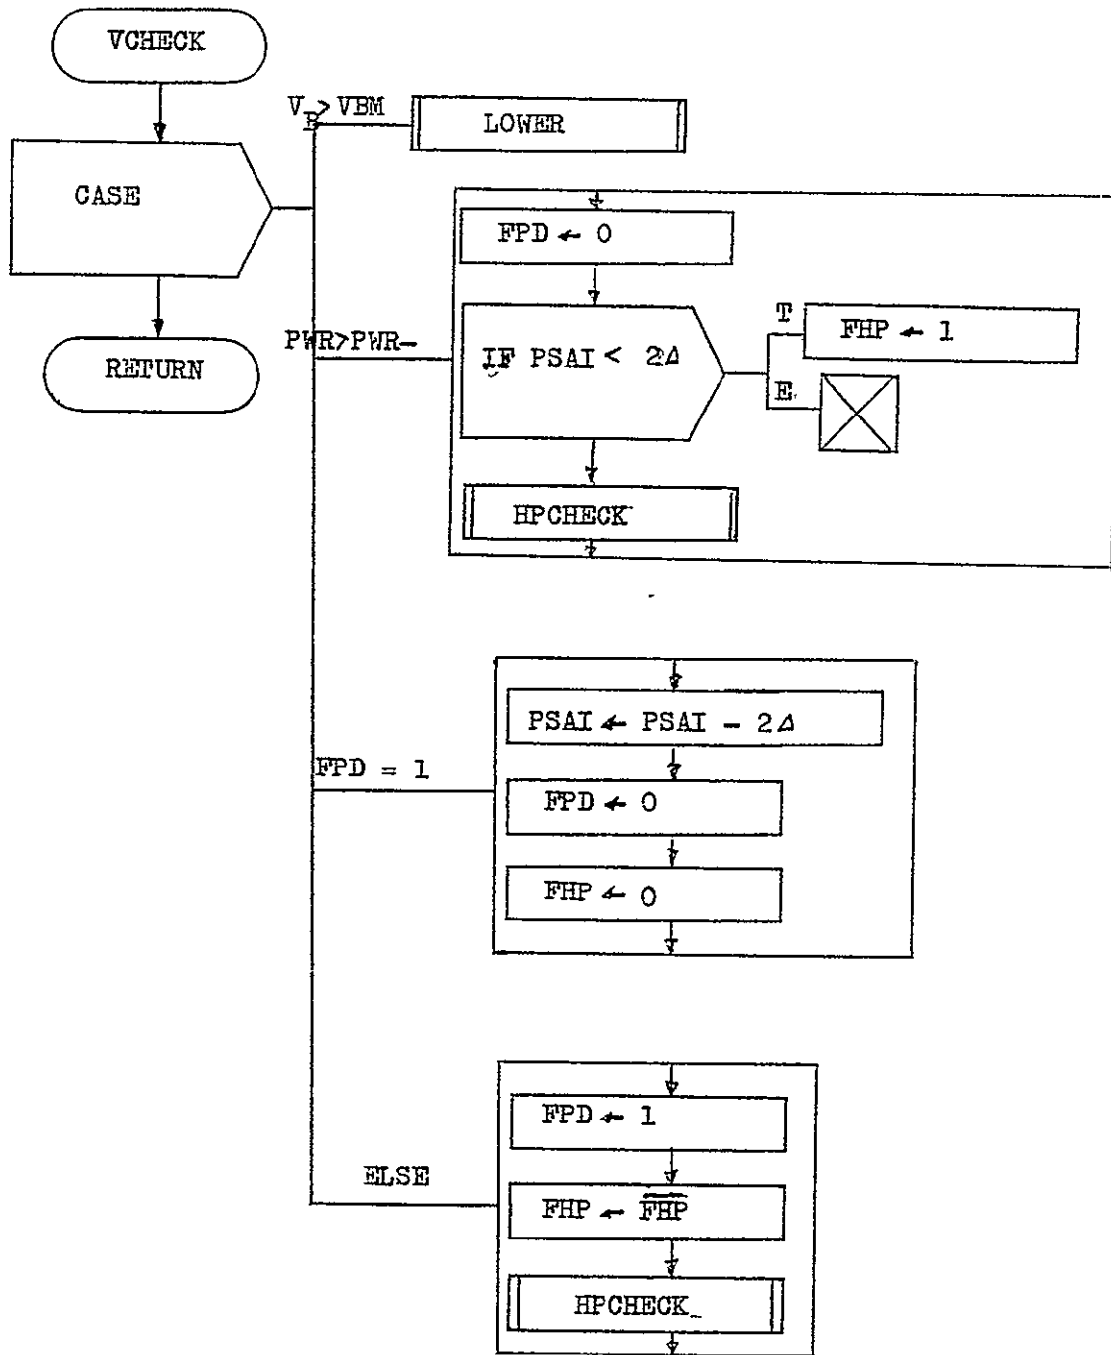 VCHECK
CASE
RETURN
V_B > VBM
LOWER
PWR>PWR-
FPD ← 0
IF PSAI < 2Δ
T
FHP ← 1
E
HPCHECK
FPD = 1
PSAI ← PSAI - 2Δ
FPD ← 0
FHP ← 0
ELSE
FPD ← 1
FHP ← F̅H̅P̅
HPCHECK